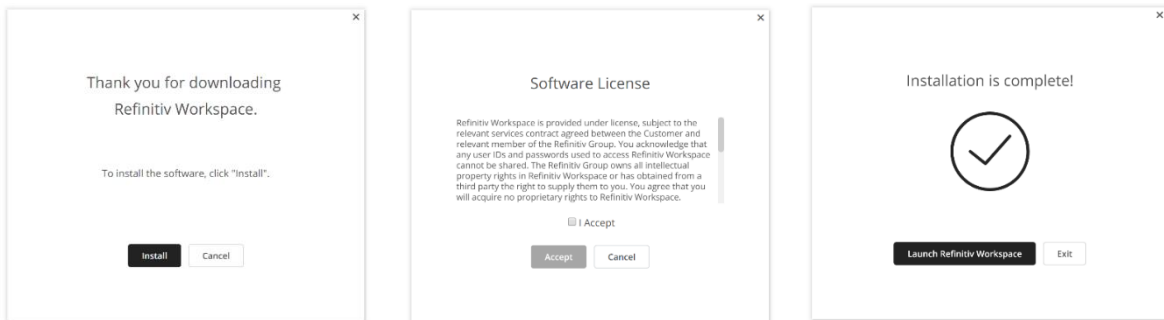 ×
Thank you for downloading
Refinitiv Workspace.
To install the software, click "Install".
Install
Cancel
×
Software License
Refinitiv Workspace is provided under license, subject to the
relevant services contract agreed between the Customer and
relevant member of the Refinitiv Group. You acknowledge that
any user IDs and passwords used to access Refinitiv Workspace
cannot be shared. The Refinitiv Group owns all intellectual
property rights in Refinitiv Workspace or has obtained from a
third party the right to supply them to you. You agree that you
will acquire no proprietary rights to Refinitiv Workspace.
I Accept
Accept
Cancel
×
Installation is complete!
Launch Refinitiv Workspace
Exit